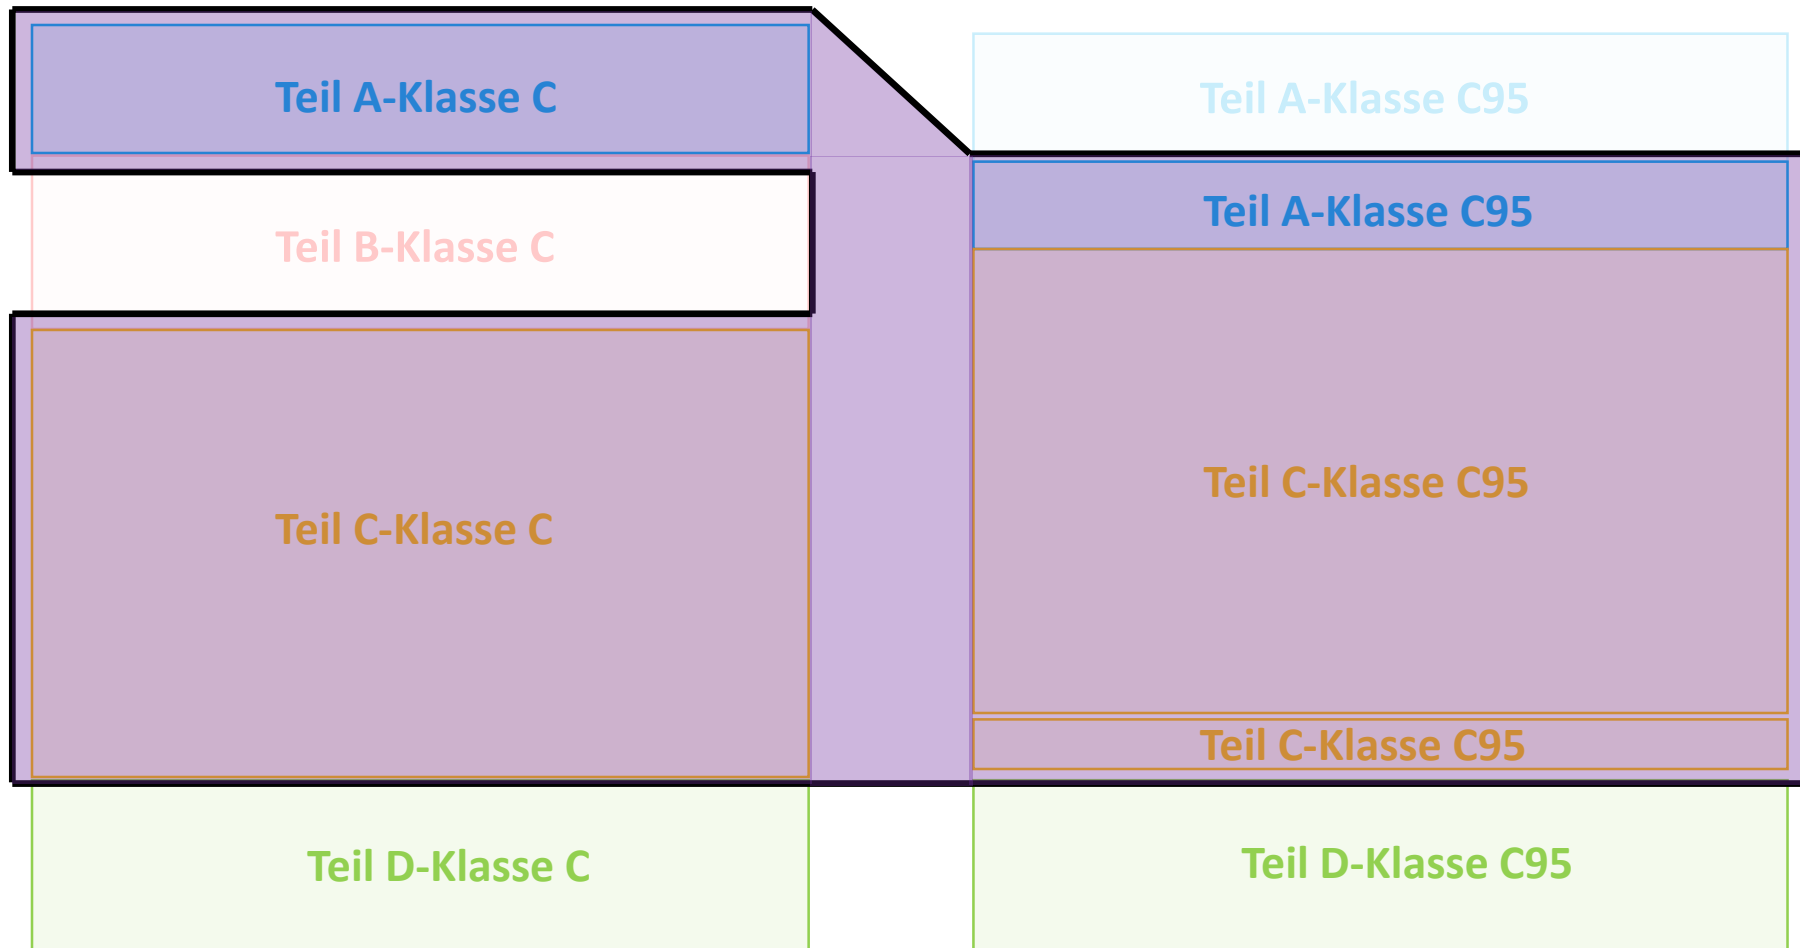 Teil A-Klasse C
Teil B-Klasse C
Teil C-Klasse C
Teil D-Klasse C
Teil A-Klasse C95
Teil A-Klasse C95
Teil C-Klasse C95
Teil C-Klasse C95
Teil D-Klasse C95